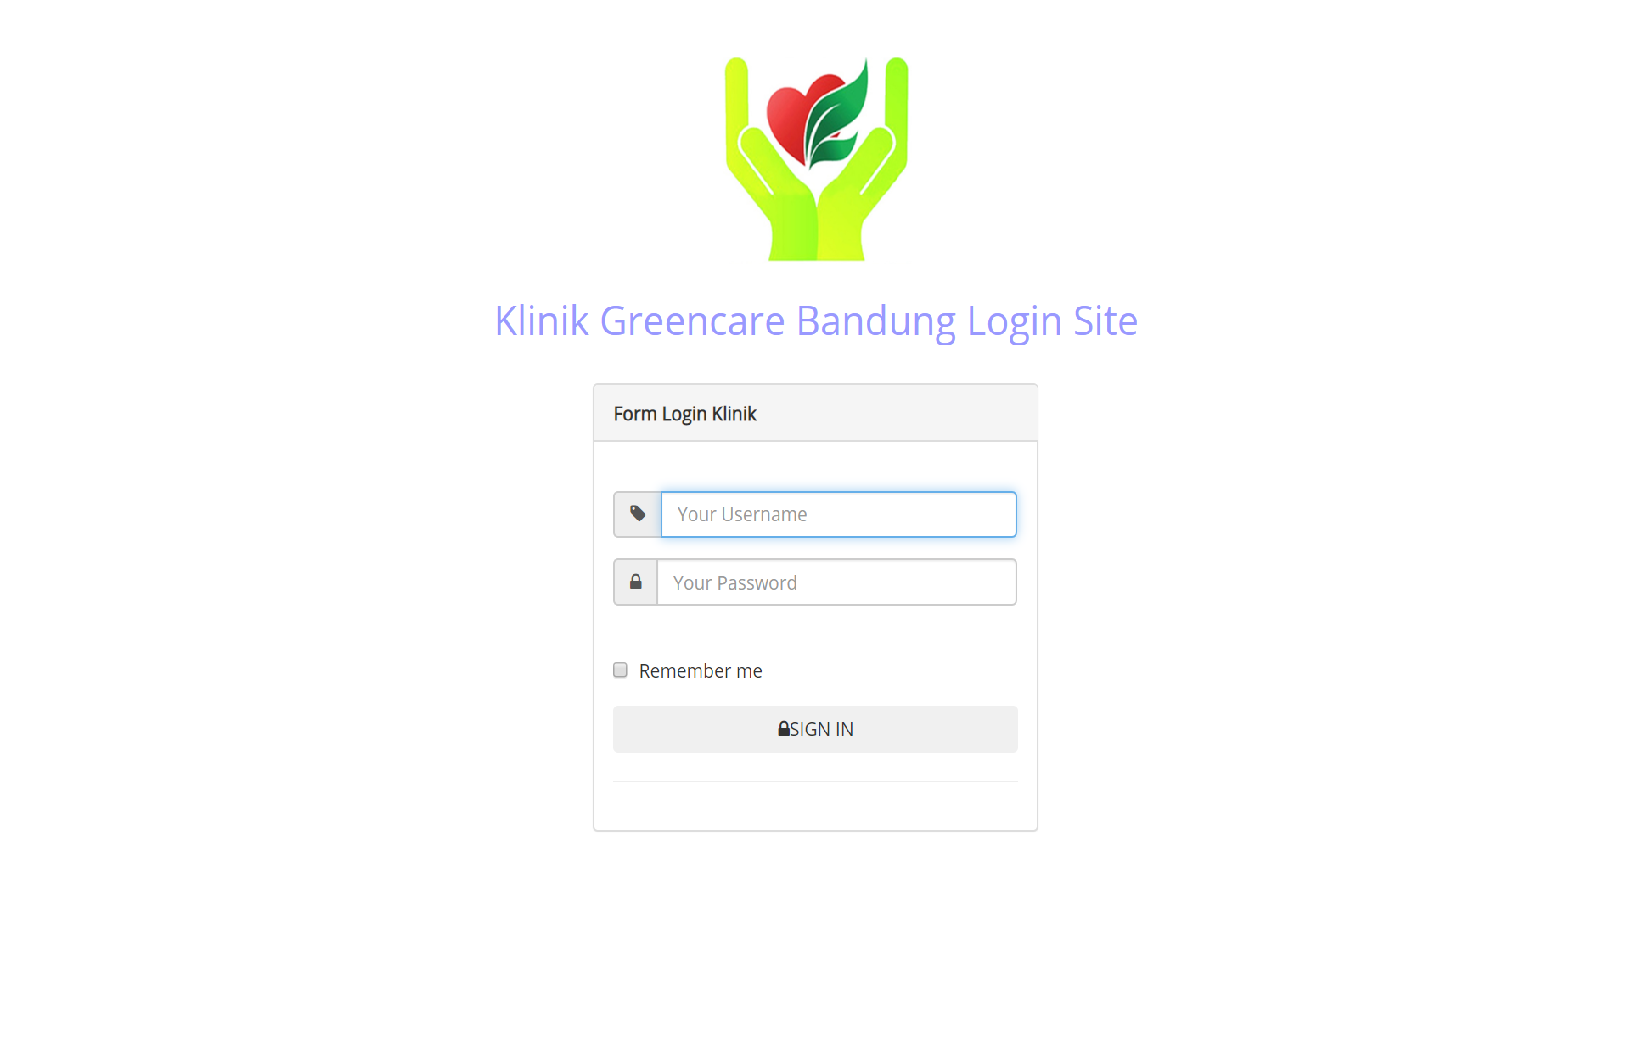 Klinik Greencare Bandung Login Site
Form Login Klinik
Your Username
Your Password
Remember me
SIGN IN